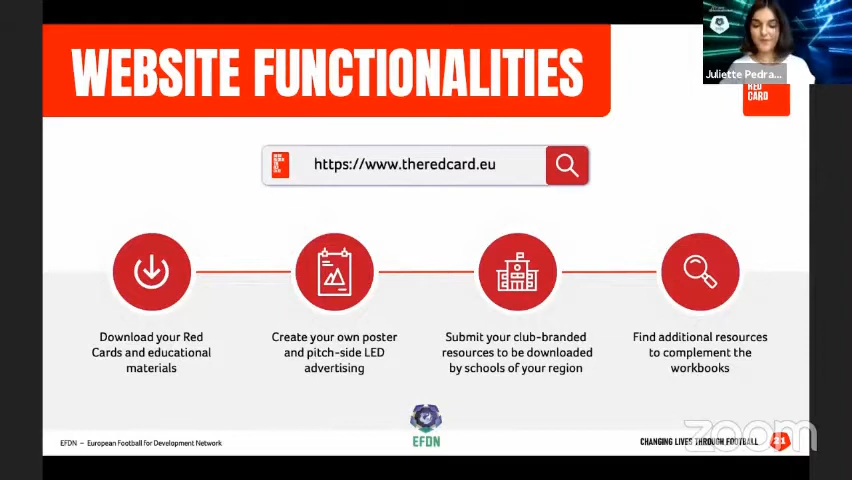 WEBSITE FUNCTIONALITIES
Juliette Pedra...
RED
CARD
https://www.theredcard.eu
Download your Red
Cards and educational
materials
Create your own poster
and pitch-side LED
advertising
Submit your club-branded
resources to be downloaded
by schools of your region
Find additional resources
to complement the
workbooks
EFDN
EFDN – European Football for Development Network
CHANGING LIVES THROUGH FOOTBALL
21
zoom